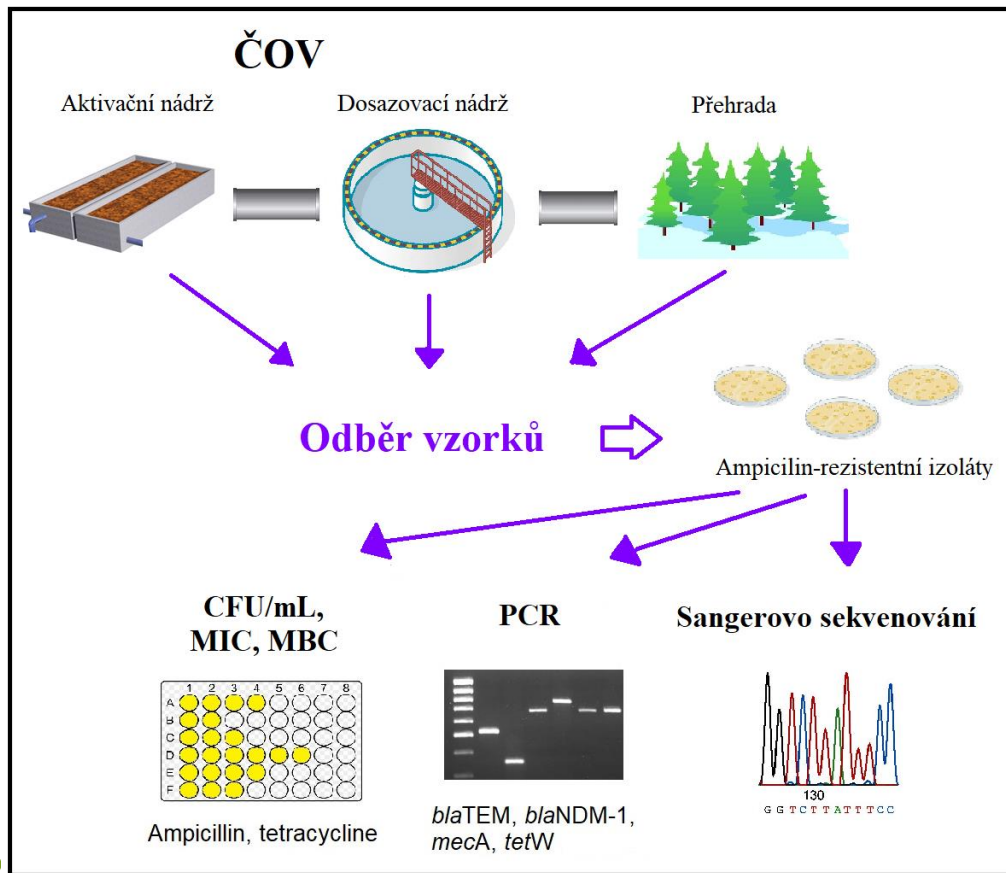 ČOV
Aktivační nádrž
Dosazovací nádrž
Přehrada
Odběr vzorků
Ampicilin-rezistentní izoláty
CFU/mL,
MIC, MBC
PCR
Sangerovo sekvenování
1 2 3 4 5 6 7 8
A
B
C
D
E
F
130
G G T C T T A T T T C C
Ampicillin, tetracycline
blaTEM, blaNDM-1,
mecA, tetW